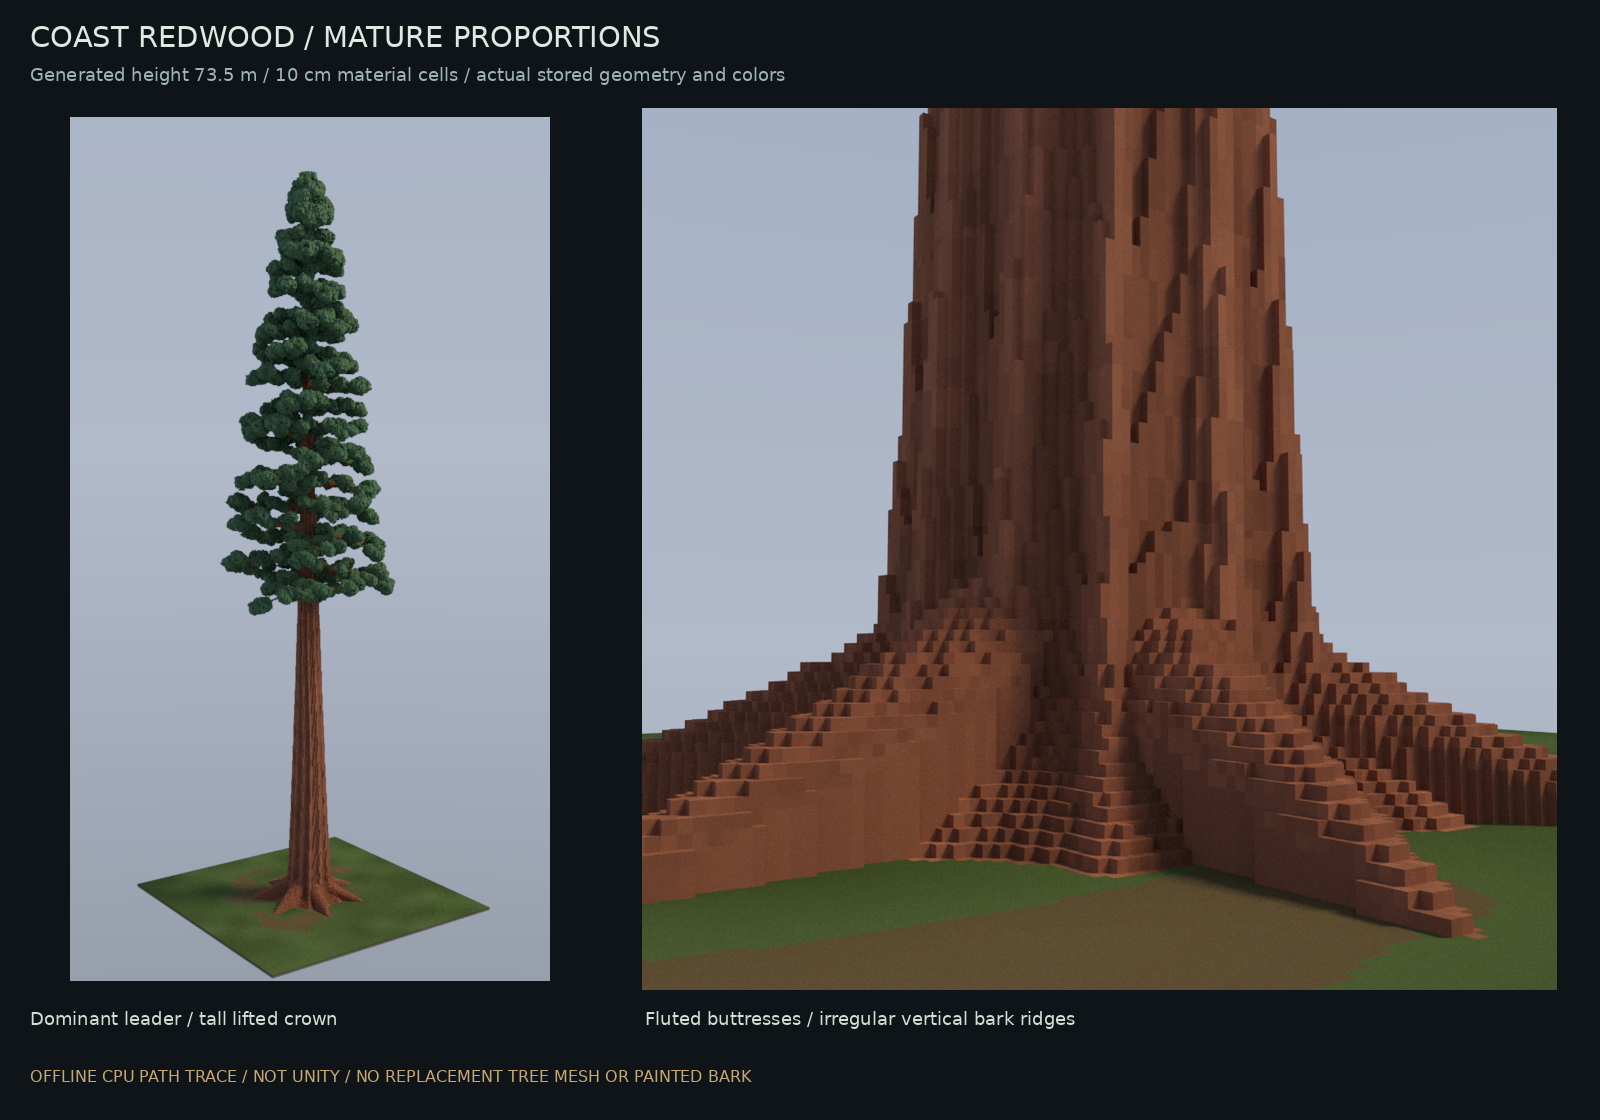 COAST REDWOOD / MATURE PROPORTIONS
Generated height 73.5 m / 10 cm material cells / actual stored geometry and colors
Dominant leader / tall lifted crown
Fluted buttresses / irregular vertical bark ridges
OFFLINE CPU PATH TRACE / NOT UNITY / NO REPLACEMENT TREE MESH OR PAINTED BARK